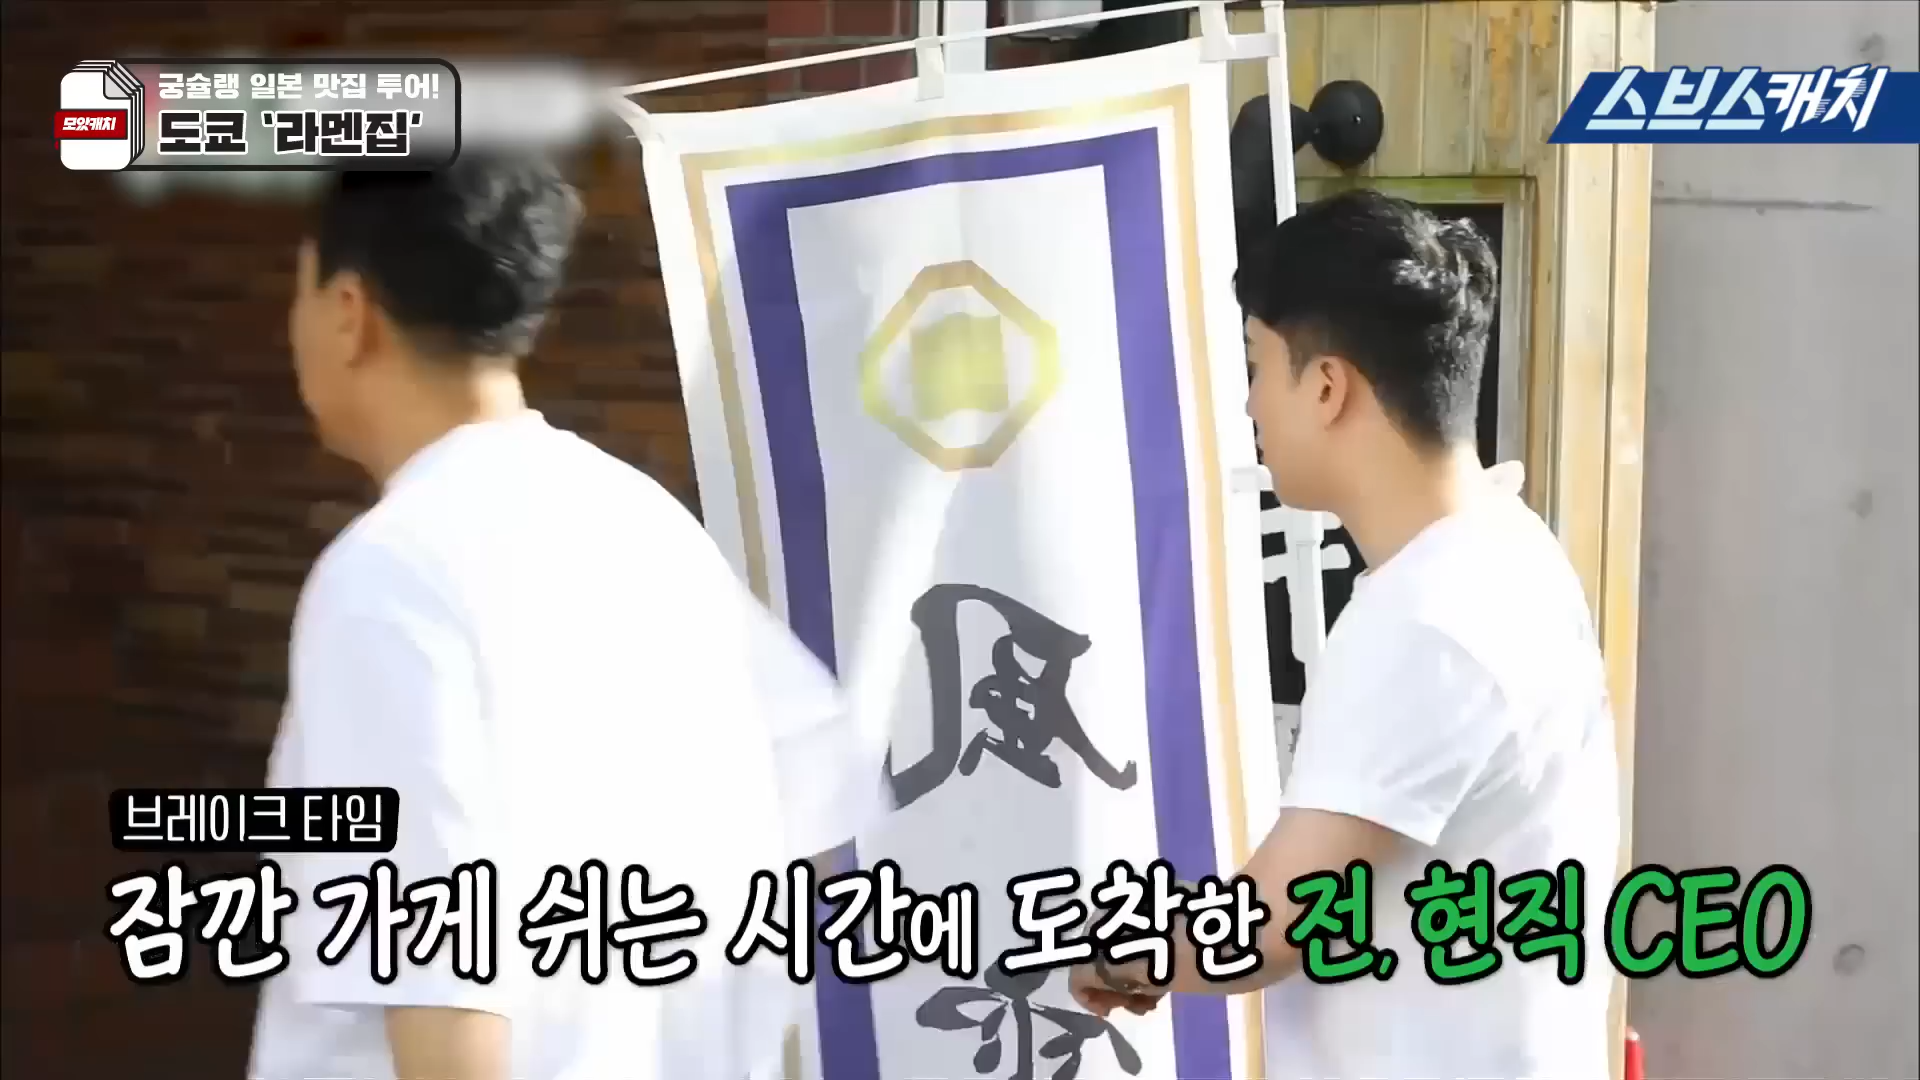 궁슐랭 일본 맛집 투어!
모얐캐치
도쿄 '라멘집'
스브스캐치
風
브레이크 타임
잠깐 가게 쉬는 시간에 도착한 전, 현직 CEO